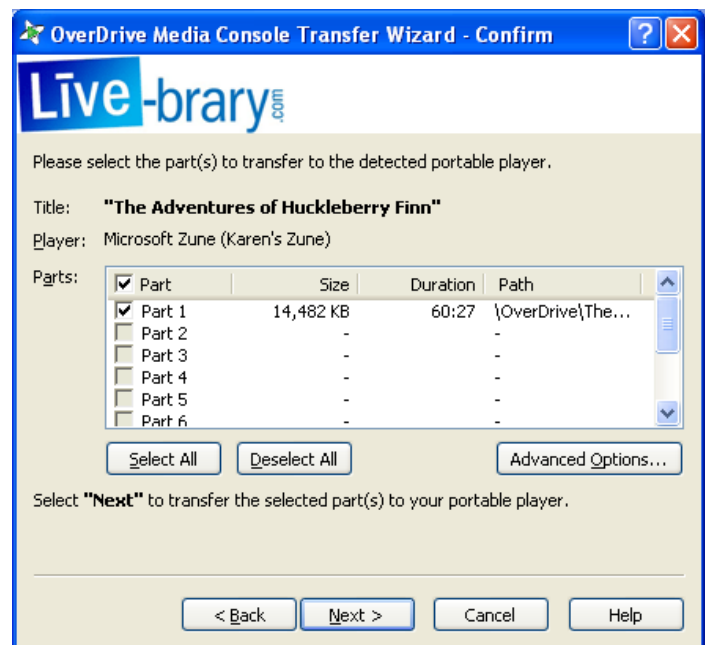 OverDrive Media Console Transfer Wizard - Confirm
Līve-brary.com
Please select the part(s) to transfer to the detected portable player.
Title: "The Adventures of Huckleberry Finn"
Player: Microsoft Zune (Karen's Zune)
Parts:
Part Size Duration Path
Part 1 14,482 KB 60:27 \OverDrive\The...
Part 2 - -
Part 3 - -
Part 4 - -
Part 5 - -
Part 6 - -
Select All Deselect All Advanced Options...
Select "Next" to transfer the selected part(s) to your portable player.
< Back Next > Cancel Help